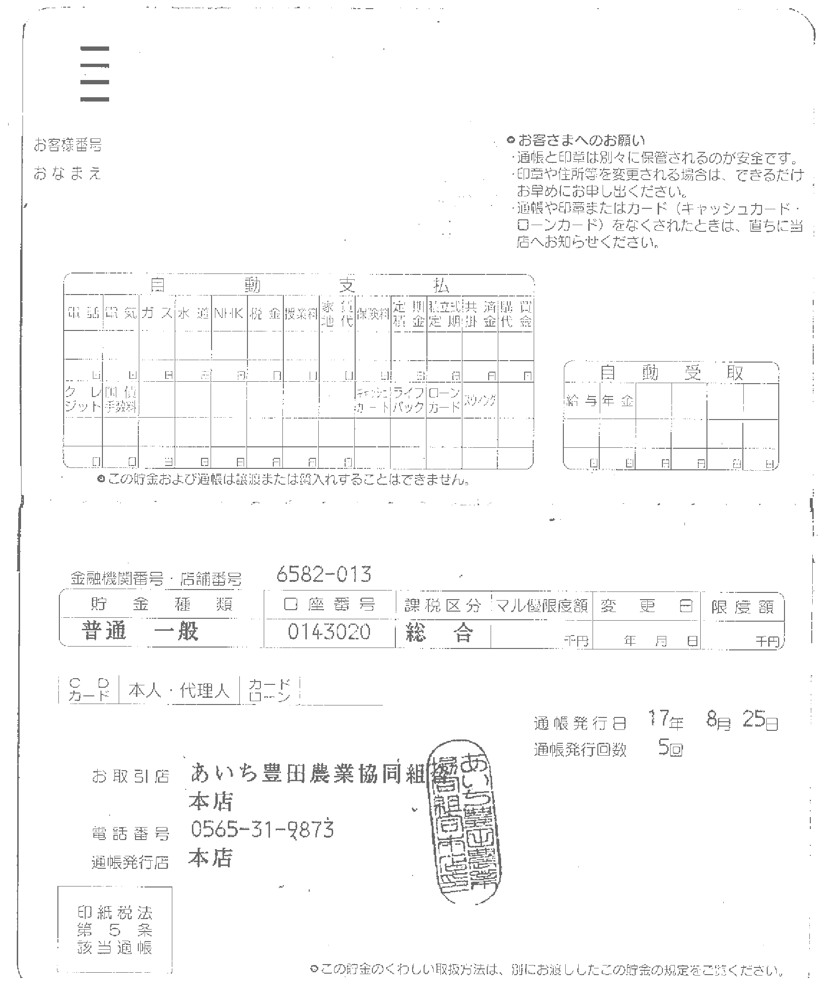 お客様番号
おなまえ
お客さまへのお願い
・通帳と印章は別々に保管されるのが安全です。
・印章や住所等を変更される場合は、できるだけ
お早めにお申し出ください。
・通帳や印章またはカード（キャッシュカード・
ローンカード）をなくされたときは、直ちに当
店へお知らせください。
自動支払
電話 電気 ガス 水道 NHK 税金 授業料 家賃地代 保険料 定期積金 積立式定期 共済掛金 購買代金
日 日 日 日 日 日 日 日 日 日 日 日 日
クレジット 国債手数料 キャッシュカード ライフパック ローンカード スウィング
日 日 日 日 日 日 日 日
自動受取
給与 年金
日 日 日 日 日 日
この貯金および通帳は譲渡または質入れすることはできません。
金融機関番号・店舗番号 6582-013
貯金種類 口座番号 課税区分 マル優限度額 変更日 限度額
普通 一般 0143020 総合 千円 年 月 日 千円
CDカード 本人・代理人 カードローン
通帳発行日 17年 8月 25日
通帳発行回数 5回
お取引店 あいち豊田農業協同組合
本店
電話番号 0565-31-9873
通帳発行店 本店
印紙税法
第5条
該当通帳
この貯金のくわしい取扱方法は、別にお渡ししたこの貯金の規定をご覧ください。